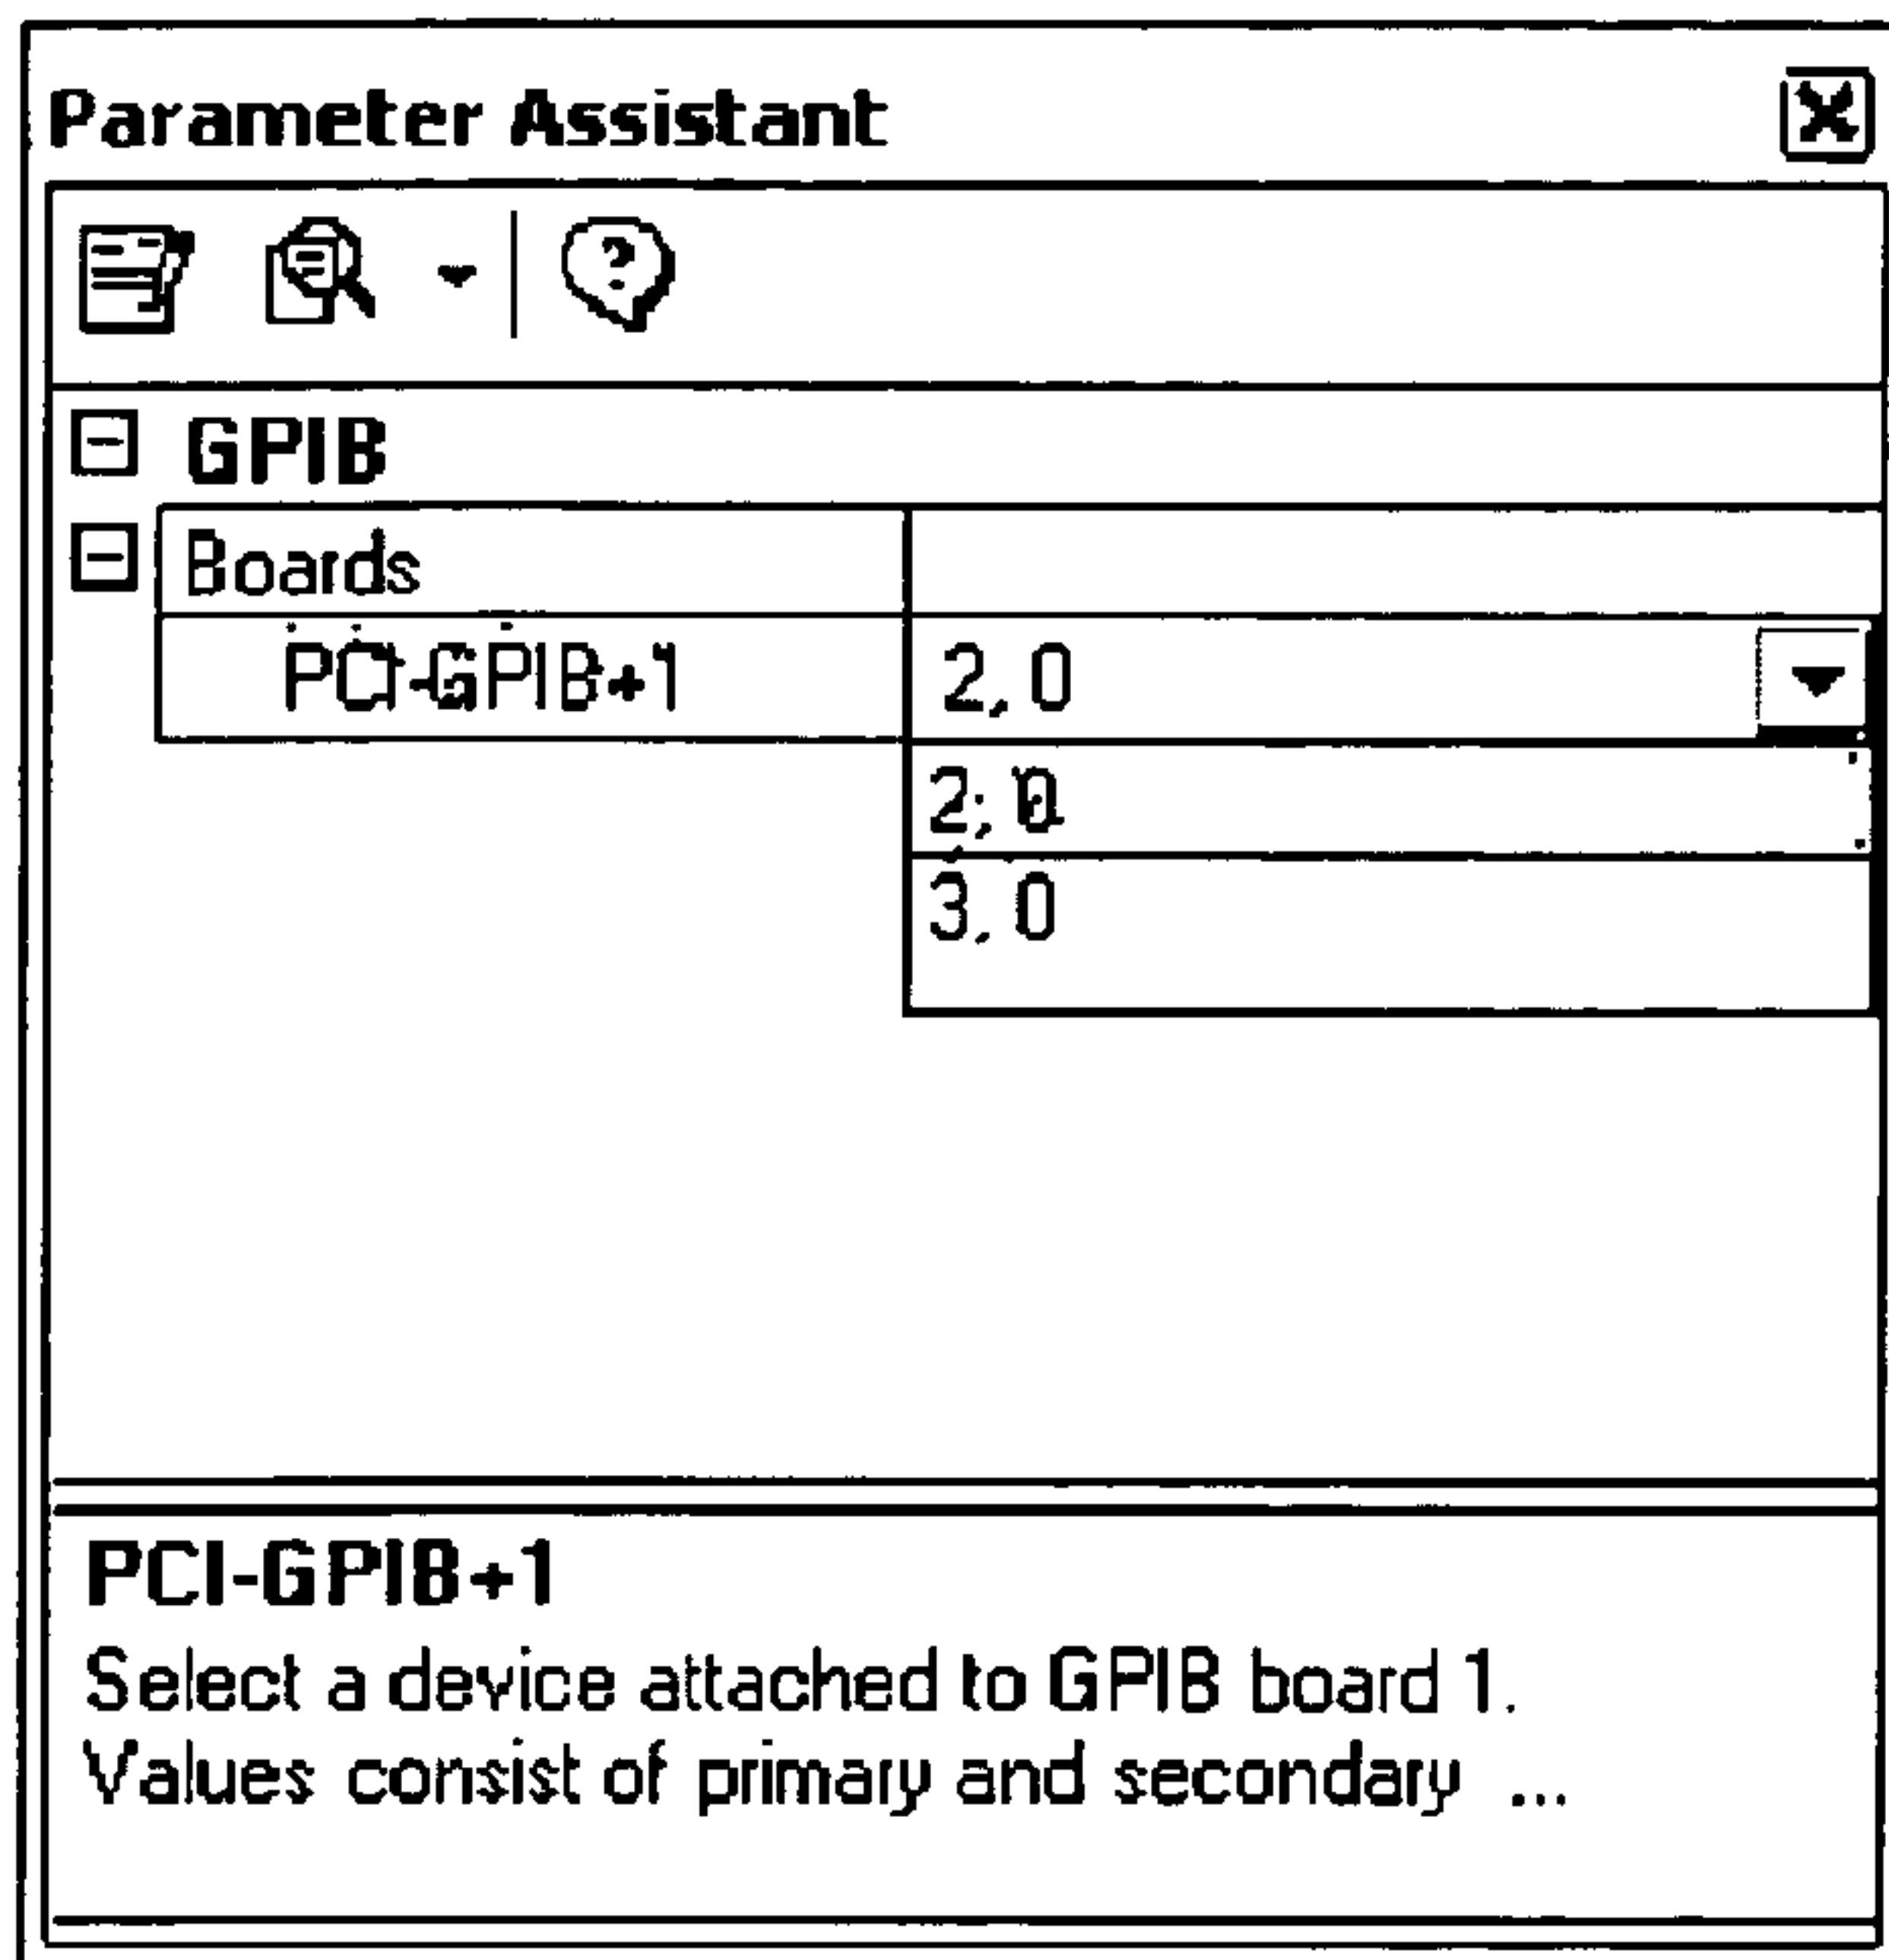 Parameter Assistant
GPIB
Boards
PCI-GPIB+1 2, 0
2, 0
3, 0
PCI-GPIB+1
Select a device attached to GPIB board 1.
Values consist of primary and secondary ...